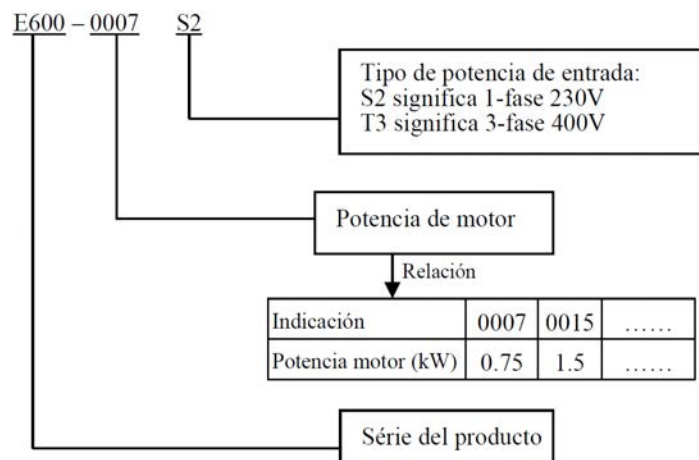 E600 – 0007 S2
Tipo de potencia de entrada:
S2 significa 1-fase 230V
T3 significa 3-fase 400V
Potencia de motor
Relación
Indicación 0007 0015 ……
Potencia motor (kW) 0.75 1.5 ……
Série del producto